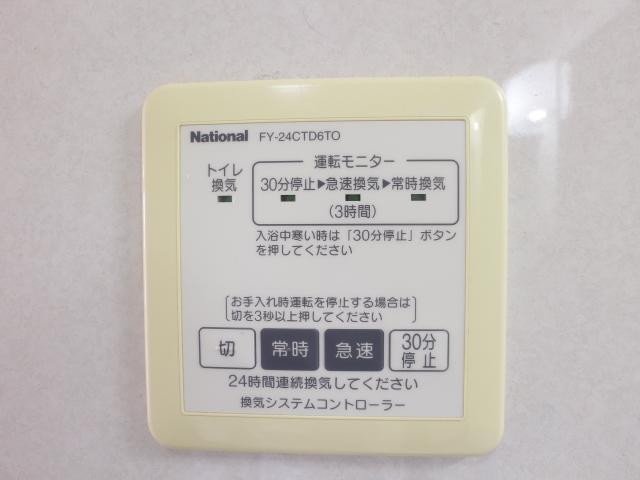 National FY-24CTD6TO
運転モニター
トイレ
換気
30分停止▶急速換気▶常時換気
(3時間)
入浴中寒い時は「30分停止」ボタン
を押してください
お手入れ時運転を停止する場合は
切を3秒以上押してください
切 常時 急速 30分
停止
24時間連続換気してください
換気システムコントローラー